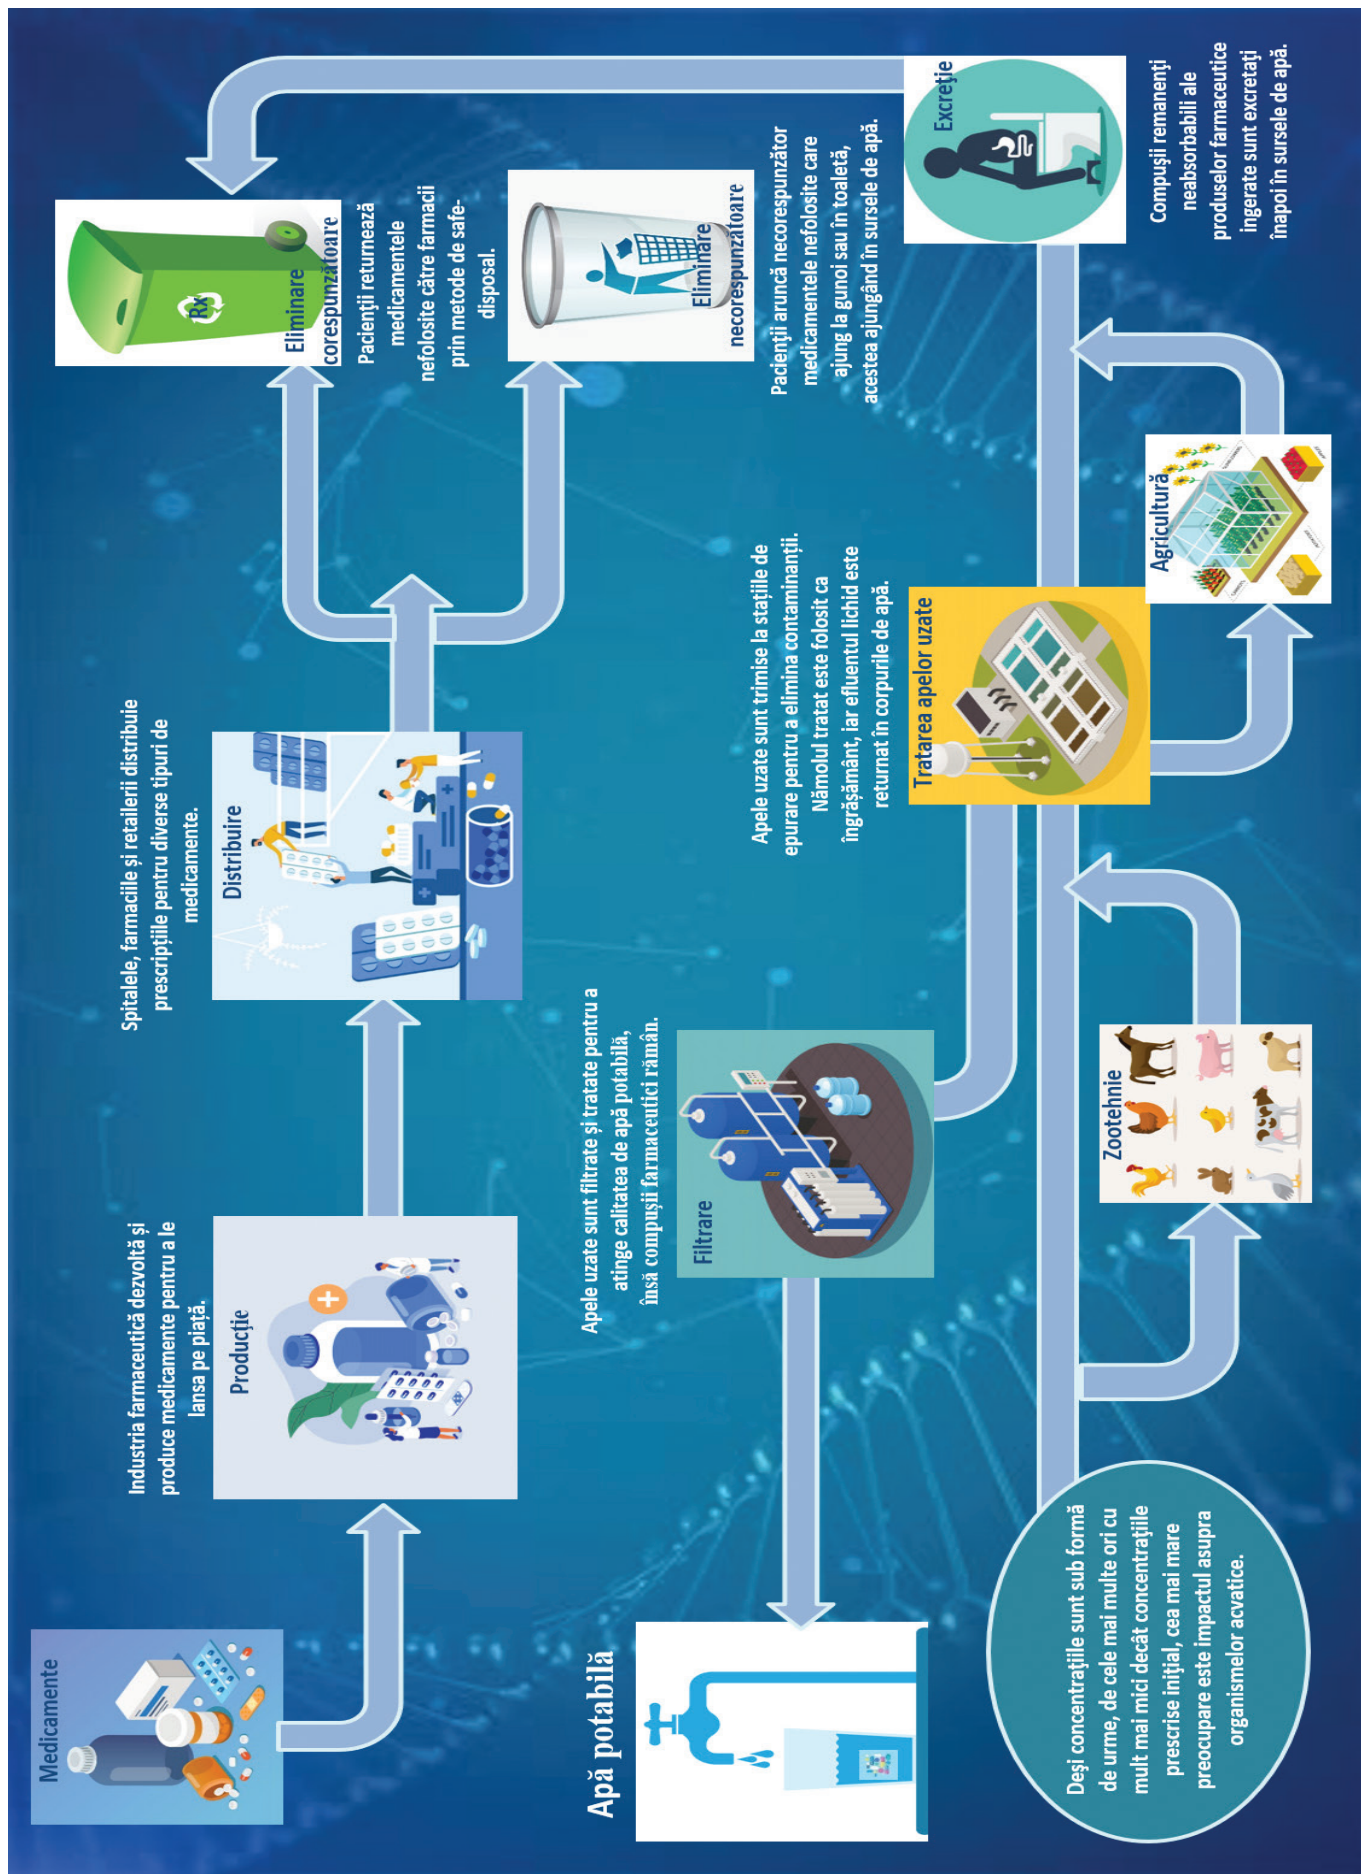 Medicamente
Industria farmaceutică dezvoltă și
produce medicamente pentru a le
lansa pe piață.
Producție
Spitalele, farmaciile și retailerii distribuie
prescripțiile pentru diverse tipuri de
medicamente.
Distribuire
Rx
Eliminare
corespunzătoare
Pacienții returnează
medicamentele
nefolosite către farmacii
prin metode de safe-
disposal.
Eliminare
necorespunzătoare
Pacienții aruncă necorespunzător
medicamentele nefolosite care
ajung la gunoi sau în toaletă,
acestea ajungând în sursele de apă.
Apă potabilă
Apele uzate sunt filtrate și tratate pentru a
atinge calitatea de apă potabilă,
însă compușii farmaceutici rămân.
Filtrare
Apele uzate sunt trimise la stațiile de
epurare pentru a elimina contaminanții.
Nămolul tratat este folosit ca
îngrășământ, iar efluentul lichid este
returnat în corpurile de apă.
Tratarea apelor uzate
Excreție
Compușii remanenți
neabsorbabili ale
produselor farmaceutice
ingerate sunt excretați
înapoi în sursele de apă.
Deși concentrațiile sunt sub formă
de urme, de cele mai multe ori cu
mult mai mici decât concentrațiile
prescrise inițial, cea mai mare
preocupare este impactul asupra
organismelor acvatice.
Zootehnie
Agricultură